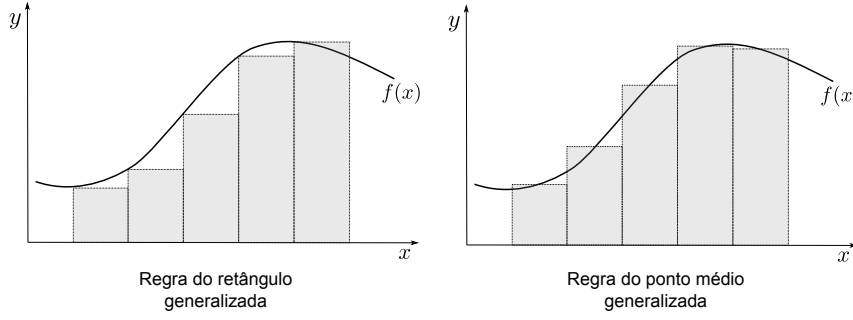 y
f(x)
x
Regra do retângulo
generalizada
y
f(x
x
Regra do ponto médio
generalizada